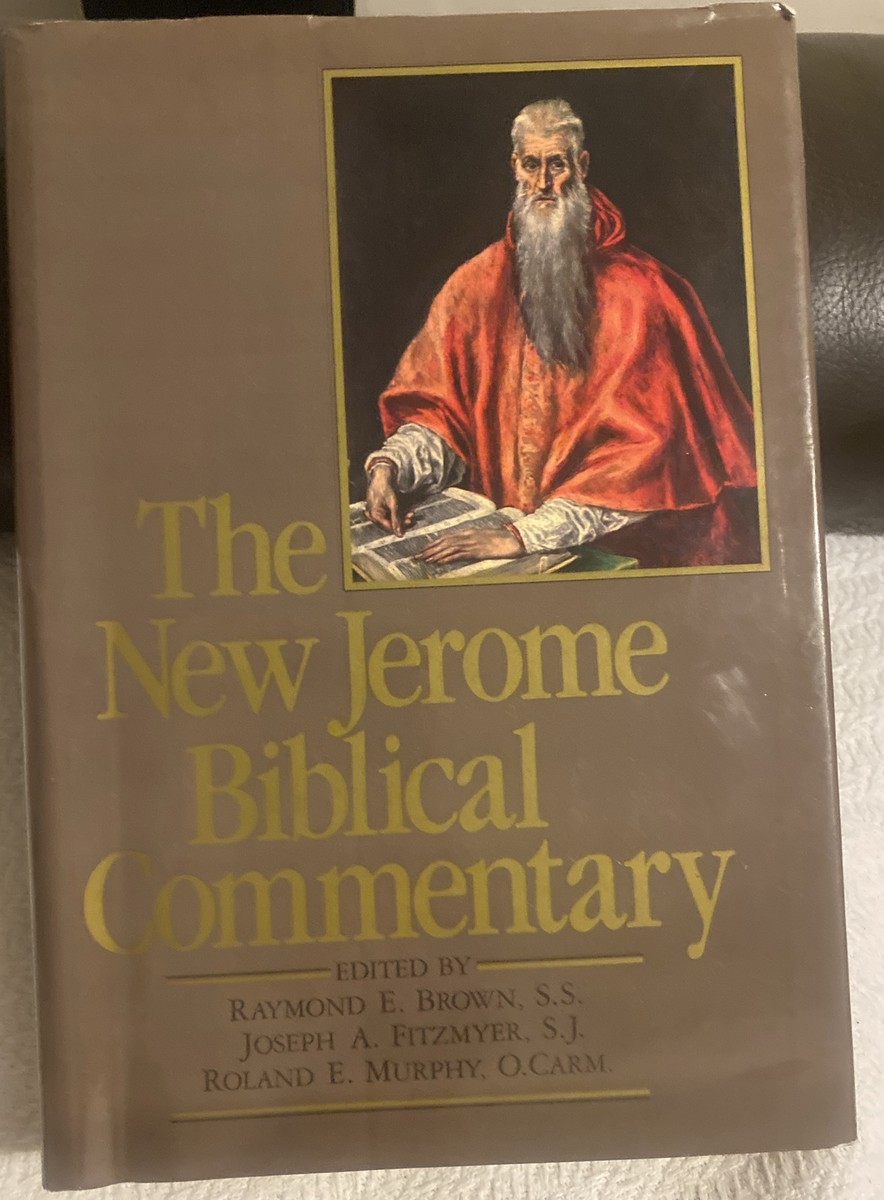 The
New Jerome
Biblical
Commentary
EDITED BY
RAYMOND E. BROWN, S.S.
JOSEPH A. FITZMYER, S.J.
ROLAND E. MURPHY, O.CARM.